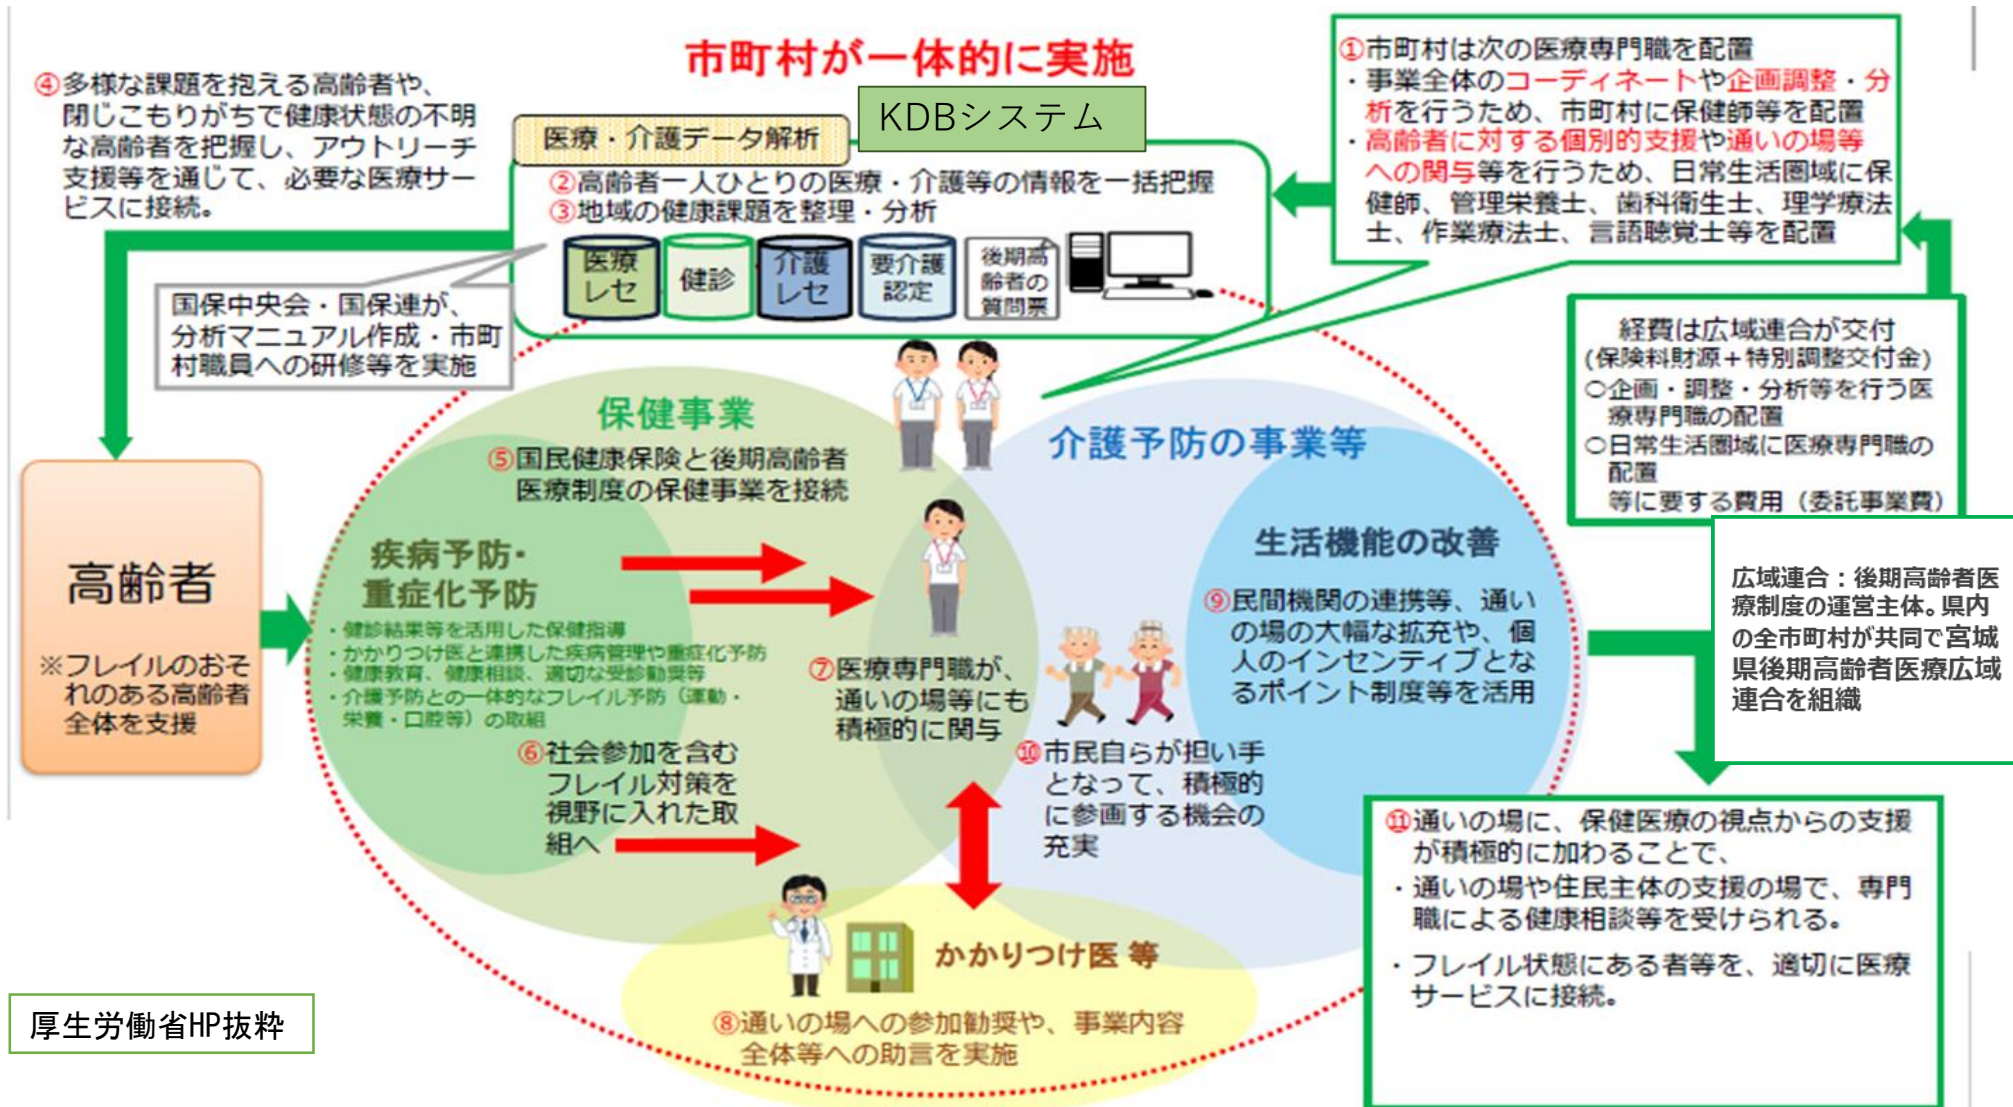 市町村が一体的に実施
④多様な課題を抱える高齢者や、
閉じこもりがちで健康状態の不明
な高齢者を把握し、アウトリーチ
支援等を通じて、必要な医療サー
ビスに接続。
医療・介護データ解析
KDBシステム
②高齢者一人ひとりの医療・介護等の情報を一括把握
③地域の健康課題を整理・分析
医療
レセ
健診
介護
レセ
要介護
認定
後期高
齢者の
質問票
①市町村は次の医療専門職を配置
・事業全体のコーディネートや企画調整・分
析を行うため、市町村に保健師等を配置
・高齢者に対する個別的支援や通いの場等
への関与等を行うため、日常生活圏域に保
健師、管理栄養士、歯科衛生士、理学療法
士、作業療法士、言語聴覚士等を配置
国保中央会・国保連が、
分析マニュアル作成・市町
村職員への研修等を実施
経費は広域連合が交付
(保険料財源＋特別調整交付金)
○企画・調整・分析等を行う医
療専門職の配置
○日常生活圏域に医療専門職の
配置
等に要する費用（委託事業費）
広域連合：後期高齢者医
療制度の運営主体。県内
の全市町村が共同で宮城
県後期高齢者医療広域
連合を組織
高齢者
※フレイルのおそ
れのある高齢者
全体を支援
保健事業
⑤国民健康保険と後期高齢者
医療制度の保健事業を接続
疾病予防・
重症化予防
・健診結果等を活用した保健指導
・かかりつけ医と連携した疾病管理や重症化予防
・健康教育、健康相談、適切な受診勧奨等
・介護予防との一体的なフレイル予防（運動・
栄養・口腔等）の取組
⑥社会参加を含む
フレイル対策を
視野に入れた取
組へ
⑦医療専門職が、
通いの場等にも
積極的に関与
介護予防の事業等
生活機能の改善
⑨民間機関の連携等、通い
の場の大幅な拡充や、個
人のインセンティブとな
るポイント制度等を活用
⑩市民自らが担い手
となって、積極的
に参画する機会の
充実
かかりつけ医 等
⑧通いの場への参加勧奨や、事業内容
全体等への助言を実施
⑪通いの場に、保健医療の視点からの支援
が積極的に加わることで、
・通いの場や住民主体の支援の場で、専門
職による健康相談等を受けられる。
・フレイル状態にある者等を、適切に医療
サービスに接続。
厚生労働省HP抜粋